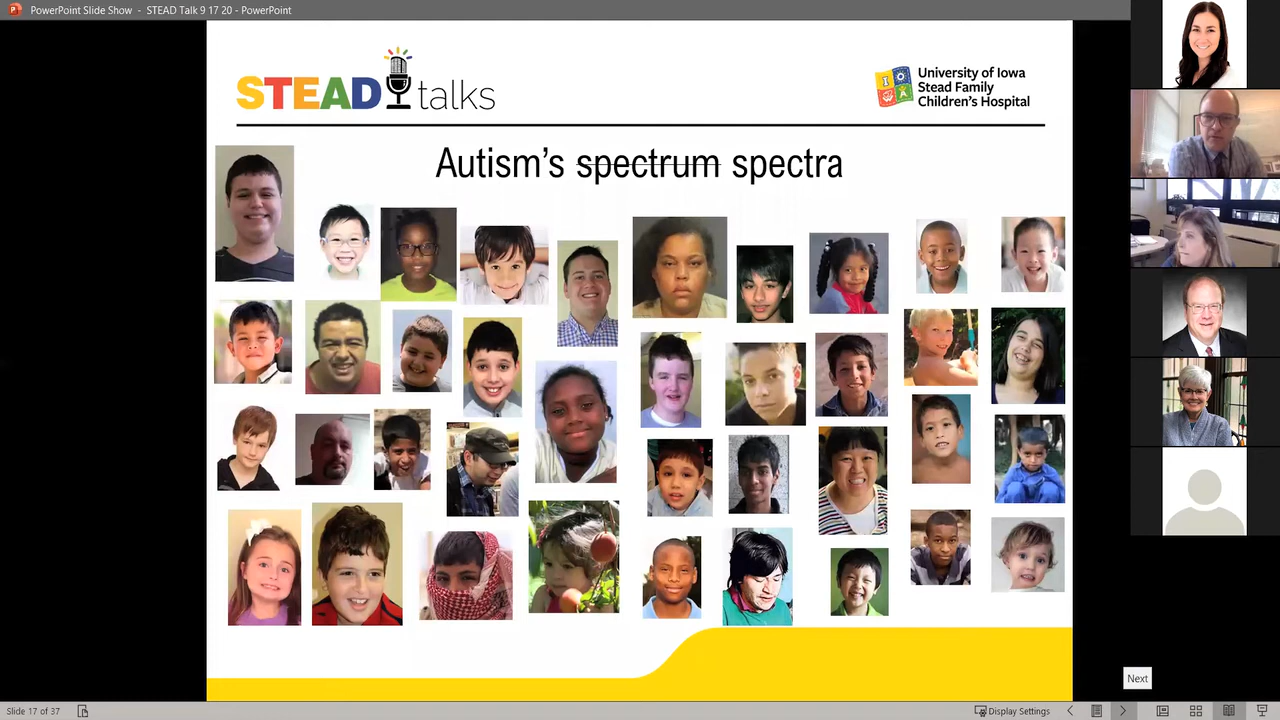 PowerPoint Slide Show - STEAD Talk 9 17 20 - PowerPoint
STEAD talks
University of Iowa
Stead Family
Children's Hospital
Autism's spectrum spectra
Next
Slide 17 of 37
Display Settings